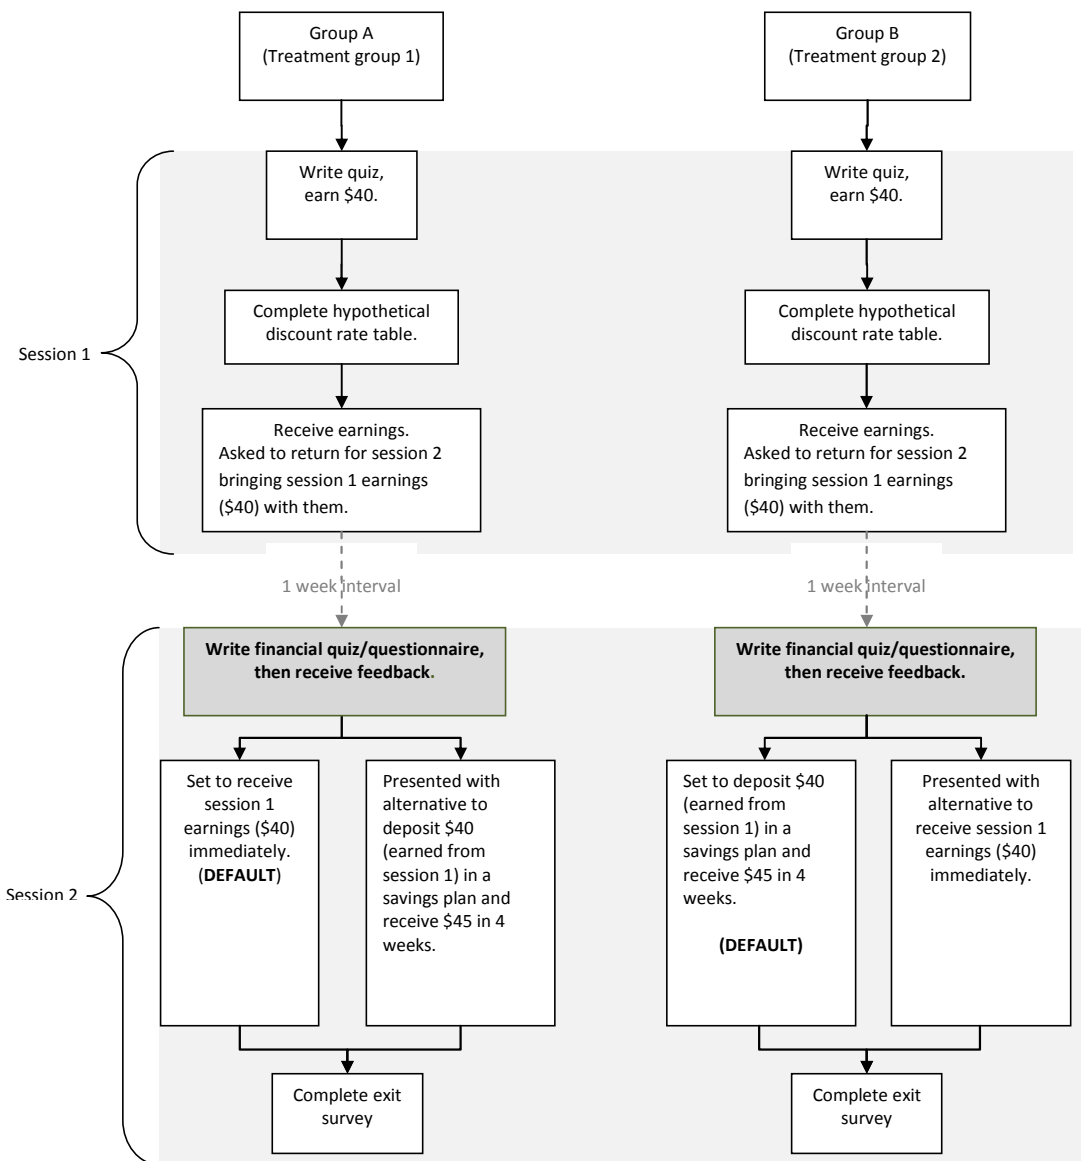 Group A
(Treatment group 1)
Group B
(Treatment group 2)
Write quiz,
earn $40.
Write quiz,
earn $40.
Complete hypothetical
discount rate table.
Complete hypothetical
discount rate table.
Session 1
Receive earnings.
Asked to return for session 2
bringing session 1 earnings
($40) with them.
Receive earnings.
Asked to return for session 2
bringing session 1 earnings
($40) with them.
1 week interval
1 week interval
Write financial quiz/questionnaire,
then receive feedback.
Write financial quiz/questionnaire,
then receive feedback.
Session 2
Set to receive
session 1
earnings ($40)
immediately.
(DEFAULT)
Presented with
alternative to
deposit $40
(earned from
session 1) in a
savings plan and
receive $45 in 4
weeks.
Set to deposit $40
(earned from
session 1) in a
savings plan and
receive $45 in 4
weeks.
(DEFAULT)
Presented with
alternative to
receive session 1
earnings ($40)
immediately.
Complete exit
survey
Complete exit
survey